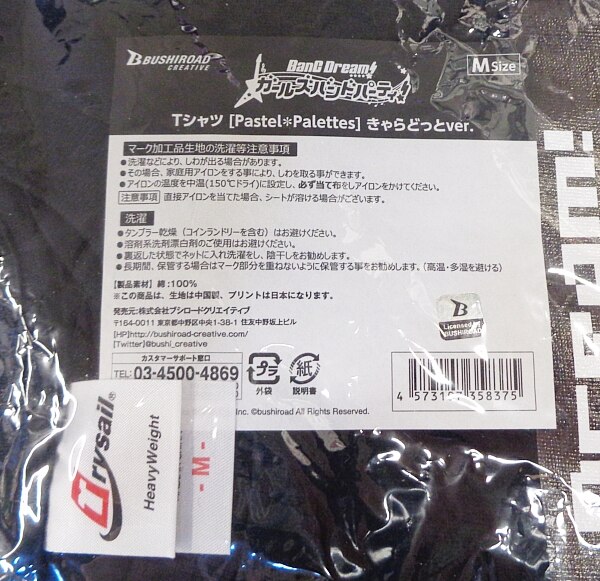 BUSHIROAD
CREATIVE
BanG Dream!
ガールズバンドパーティ!
M Size
Tシャツ [Pastel*Palettes] きゃらどっとver.
マーク加工品生地の洗濯等注意事項
●洗濯などにより、しわが出る場合があります。
●その場合、家庭用アイロンをする事により、しわを取る事ができます。
●アイロンの温度を中温(150℃ドライ)に設定し、必ず当て布をしアイロンをかけてください。
注意事項 直接アイロンを当てた場合、シートが溶ける場合がございます。
洗濯
●タンブラー乾燥 (コインランドリーを含む) はお避けください。
●溶剤系洗剤漂白剤のご使用はお避けください。
●裏返した状態でネットに入れ洗濯をし、陰干しをお勧めします。
●長期間、保管する場合はマーク部分を重ねないように保管する事をお勧めします。(高温・多湿を避ける)
【製品素材】綿:100%
※この商品は、生地は中国製、プリントは日本になります。
発売元:株式会社ブシロードクリエイティブ
〒164-0011 東京都中野区中央1-38-1 住友中野坂上ビル
[HP]http://bushiroad-creative.com/
[Twitter]@bushi_creative
B
Licensed by
BUSHIROAD
カスタマーサポート窓口
TEL: 03-4500-4869
プラ
外袋
紙
説明書
4 573197 358375
Inc. ©bushiroad All Rights Reserved.
Trysail®
HeavyWeight
- M -